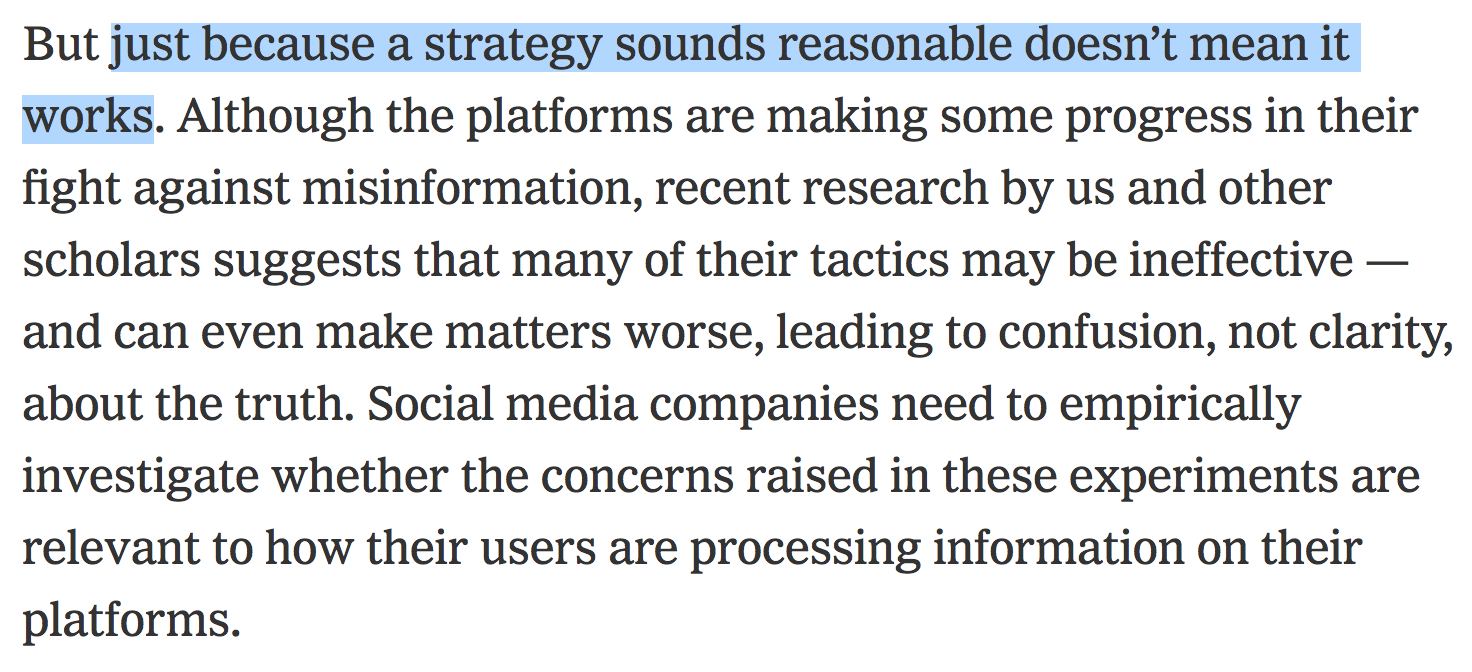 But just because a strategy sounds reasonable doesn’t mean it
works. Although the platforms are making some progress in their
fight against misinformation, recent research by us and other
scholars suggests that many of their tactics may be ineffective —
and can even make matters worse, leading to confusion, not clarity,
about the truth. Social media companies need to empirically
investigate whether the concerns raised in these experiments are
relevant to how their users are processing information on their
platforms.